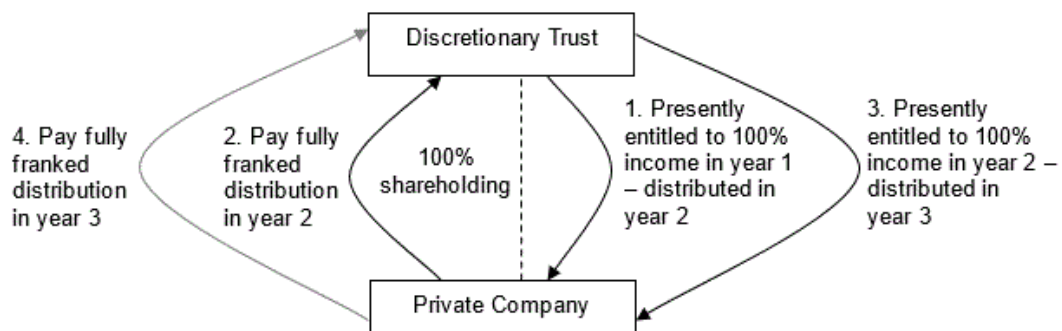 Discretionary Trust
4. Pay fully
franked
distribution
in year 3
2. Pay fully
franked
distribution
in year 2
100%
shareholding
1. Presently
entitled to 100%
income in year 1
– distributed in
year 2
3. Presently
entitled to 100%
income in year 2 –
distributed in
year 3
Private Company